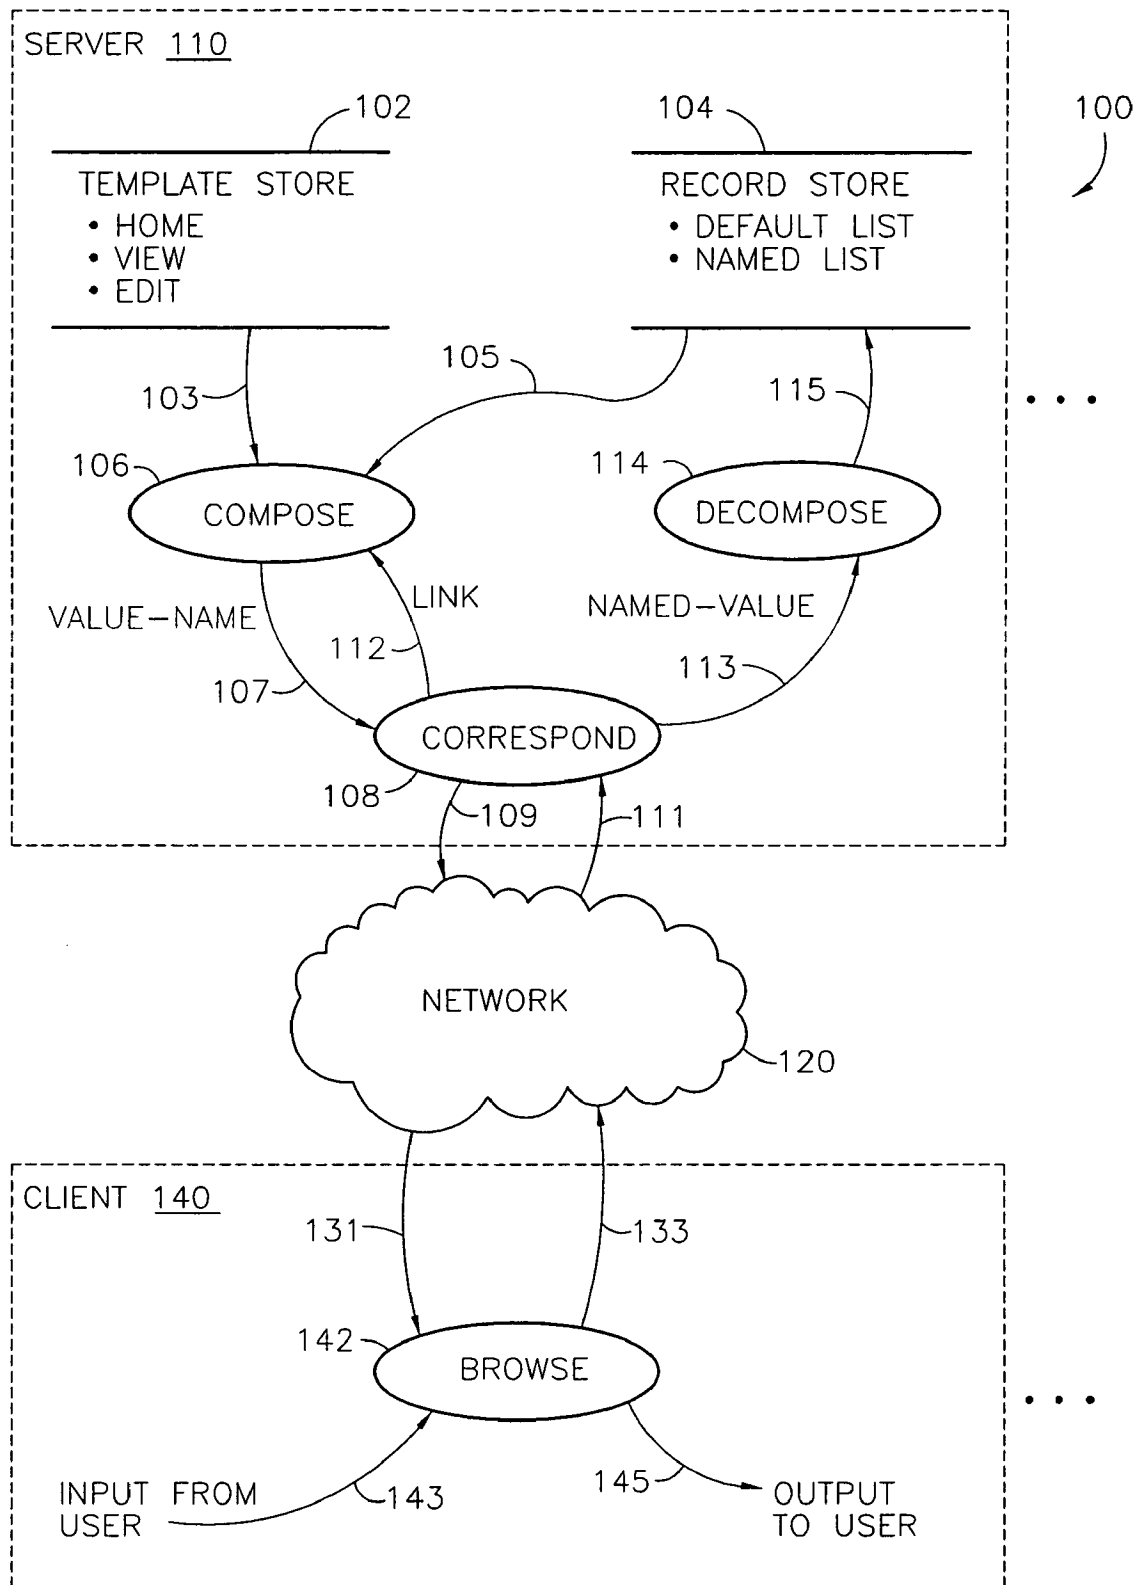 SERVER 110
102
104
100
TEMPLATE STORE
• HOME
• VIEW
• EDIT
RECORD STORE
• DEFAULT LIST
• NAMED LIST
103
105
115
106
COMPOSE
114
DECOMPOSE
VALUE-NAME
LINK
NAMED-VALUE
112
107
113
CORRESPOND
108
109
111
NETWORK
120
CLIENT 140
131
133
142
BROWSE
INPUT FROM
USER
143
145
OUTPUT
TO USER